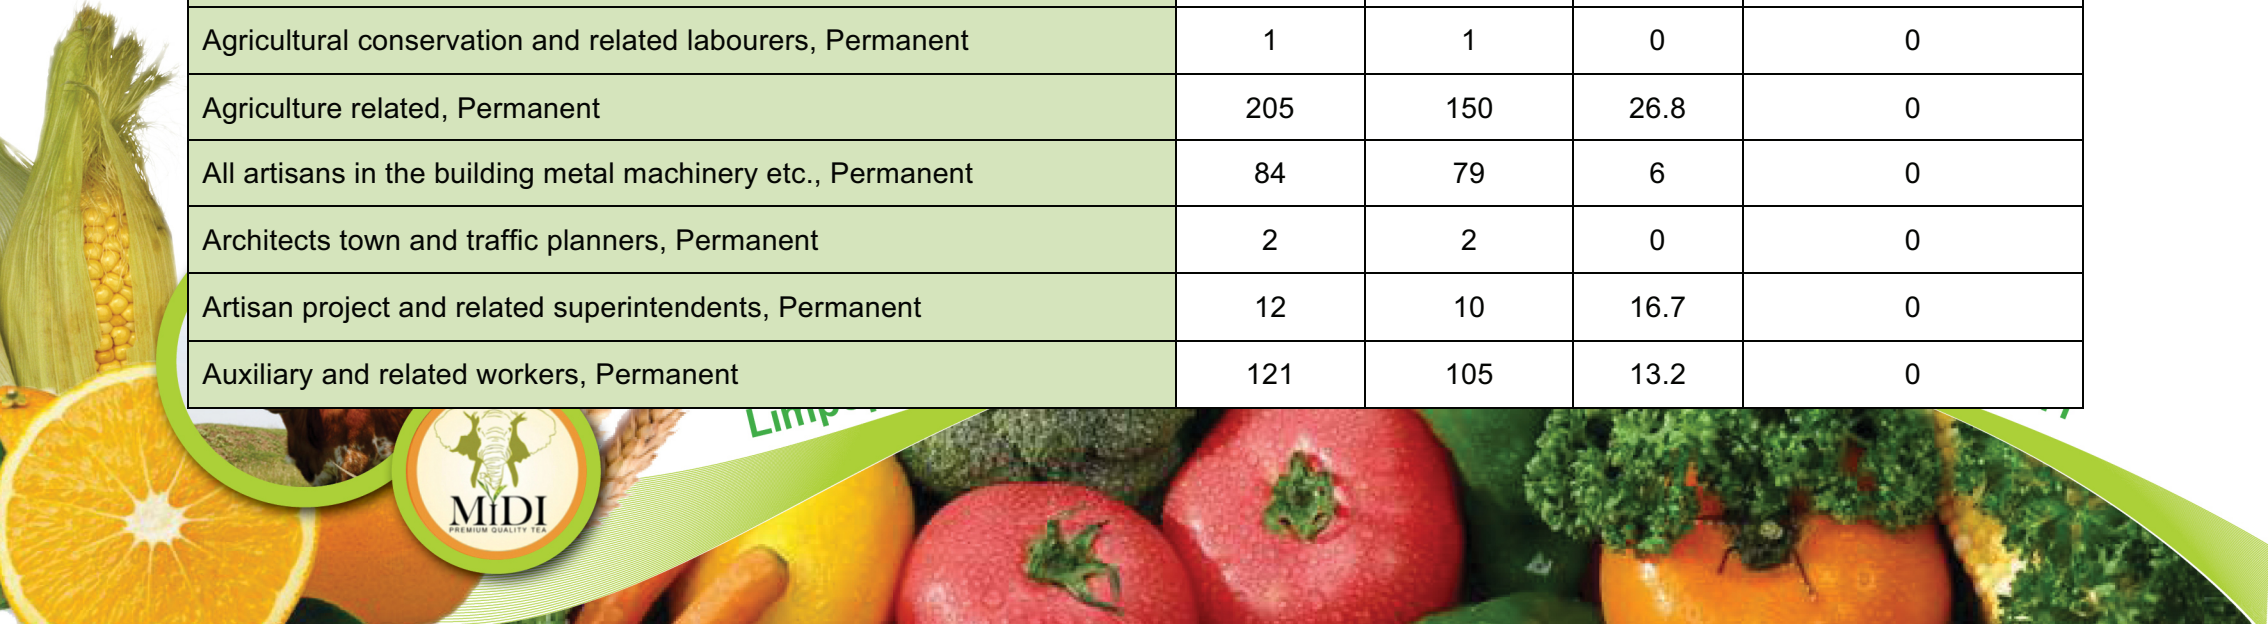 Agricultural conservation and related labourers, Permanent 1 1 0 0
Agriculture related, Permanent 205 150 26.8 0
All artisans in the building metal machinery etc., Permanent 84 79 6 0
Architects town and traffic planners, Permanent 2 2 0 0
Artisan project and related superintendents, Permanent 12 10 16.7 0
Auxiliary and related workers, Permanent 121 105 13.2 0
MiDI
PREMIUM QUALITY TEA